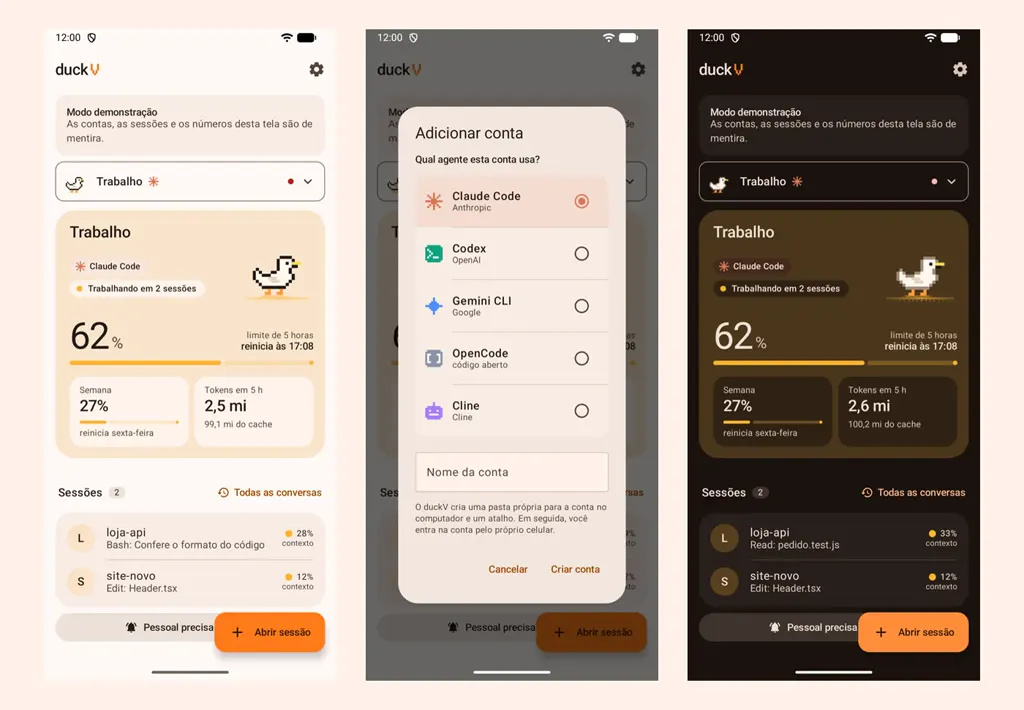 12:00
duckV
Modo demonstração
As contas, as sessões e os números desta tela são de
mentira.
Trabalho
Trabalho
Claude Code
Trabalhando em 2 sessões
62%
limite de 5 horas
reinicia às 17:08
Semana
27%
reinicia sexta-feira
Tokens em 5 h
2,5 mi
99,1 mi do cache
Sessões 2
Todas as conversas
L
loja-api
Bash: Confere o formato do código
28%
contexto
S
site-novo
Edit: Header.tsx
12%
contexto
Pessoal precisa
+ Abrir sessão
12:00
duckV
Adicionar conta
Qual agente esta conta usa?
Claude Code
Anthropic
Codex
OpenAI
Gemini CLI
Google
OpenCode
código aberto
Cline
Cline
Nome da conta
O duckV cria uma pasta própria para a conta no
computador e um atalho. Em seguida, você
entra na conta pelo próprio celular.
Cancelar
Criar conta
Pessoal precisa
+ Abrir sessão
12:00
duckV
Modo demonstração
As contas, as sessões e os números desta tela são de
mentira.
Trabalho
Trabalho
Claude Code
Trabalhando em 2 sessões
62%
limite de 5 horas
reinicia às 17:08
Semana
27%
reinicia sexta-feira
Tokens em 5 h
2,6 mi
100,2 mi do cache
Sessões 2
Todas as conversas
L
loja-api
Read: pedido.test.js
33%
contexto
S
site-novo
Edit: Header.tsx
12%
contexto
Pessoal precisa
+ Abrir sessão